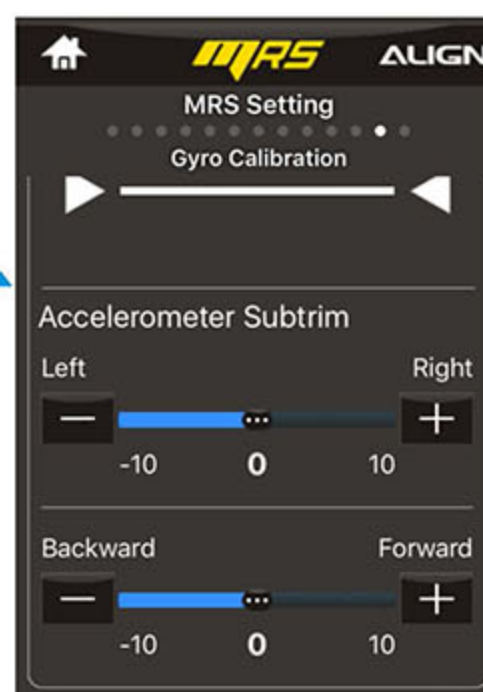 MRS ALIGN
MRS Setting
Gyro Calibration
Accelerometer Subtrim
Left Right
-10 0 10
Backward Forward
-10 0 10